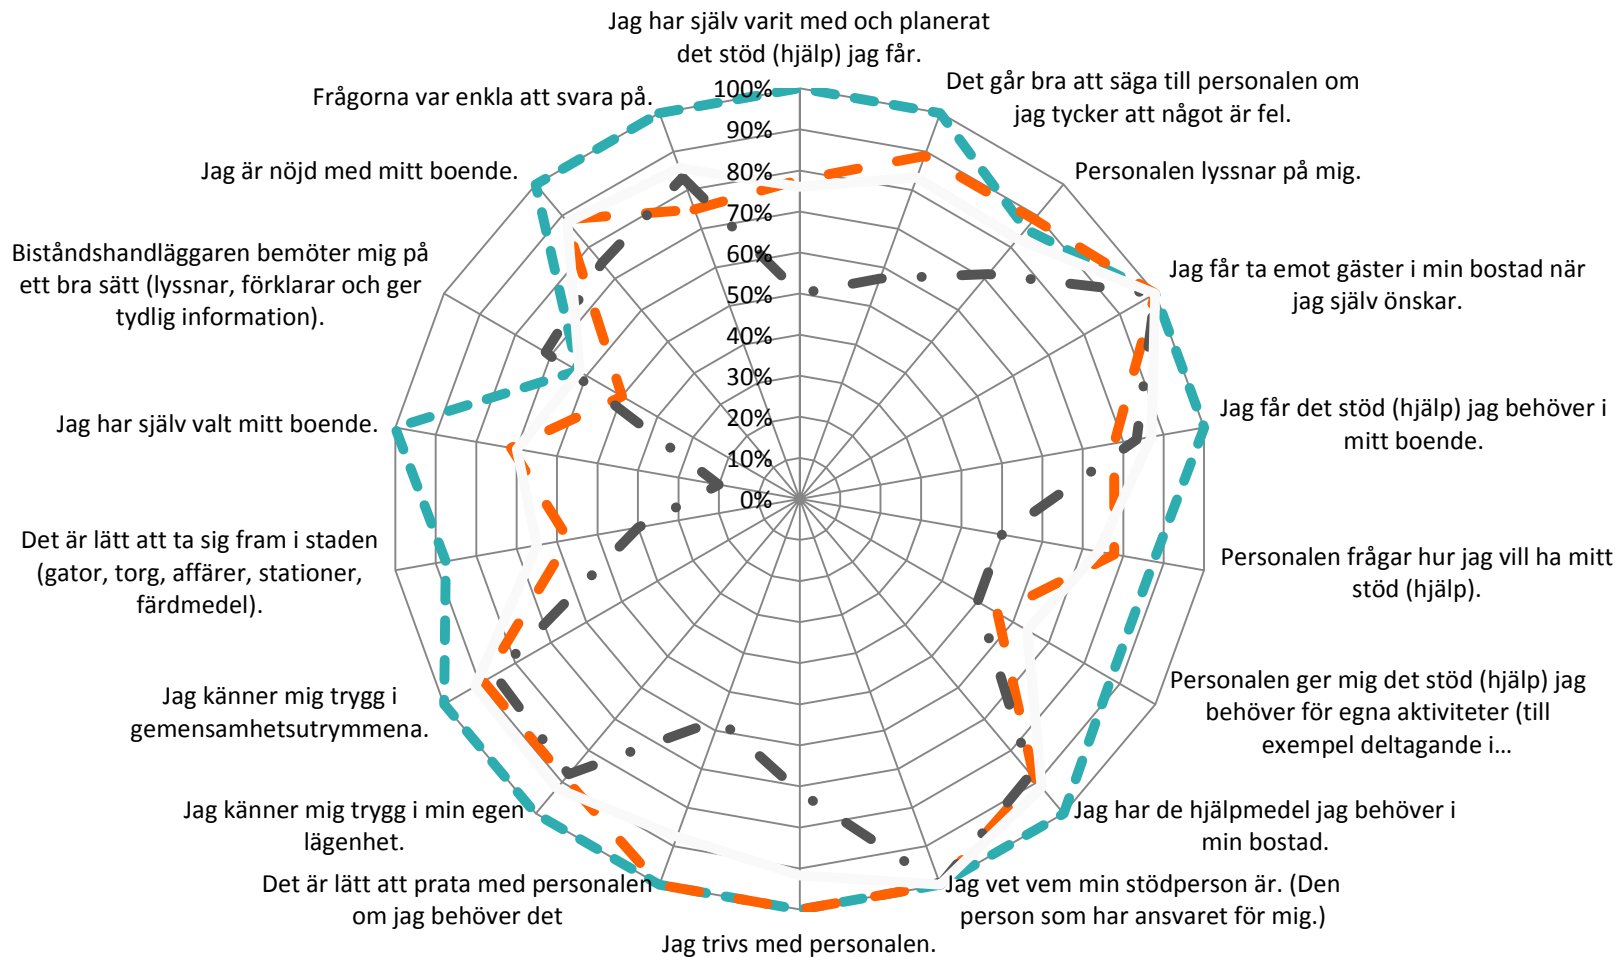 Jag har själv varit med och planerat
det stöd (hjälp) jag får.
Det går bra att säga till personalen om
jag tycker att något är fel.
Personalen lyssnar på mig.
Jag får ta emot gäster i min bostad när
jag själv önskar.
Jag får det stöd (hjälp) jag behöver i
mitt boende.
Personalen frågar hur jag vill ha mitt
stöd (hjälp).
Personalen ger mig det stöd (hjälp) jag
behöver för egna aktiviteter (till
exempel deltagande i…
Jag har de hjälpmedel jag behöver i
min bostad.
Jag vet vem min stödperson är. (Den
person som har ansvaret för mig.)
Jag trivs med personalen.
Det är lätt att prata med personalen
om jag behöver det
Jag känner mig trygg i min egen
lägenhet.
Jag känner mig trygg i
gemensamhetsutrymmena.
Det är lätt att ta sig fram i staden
(gator, torg, affärer, stationer,
färdmedel).
Jag har själv valt mitt boende.
Biståndshandläggaren bemöter mig på
ett bra sätt (lyssnar, förklarar och ger
tydlig information).
Jag är nöjd med mitt boende.
Frågorna var enkla att svara på.
100%
90%
80%
70%
60%
50%
40%
30%
20%
10%
0%